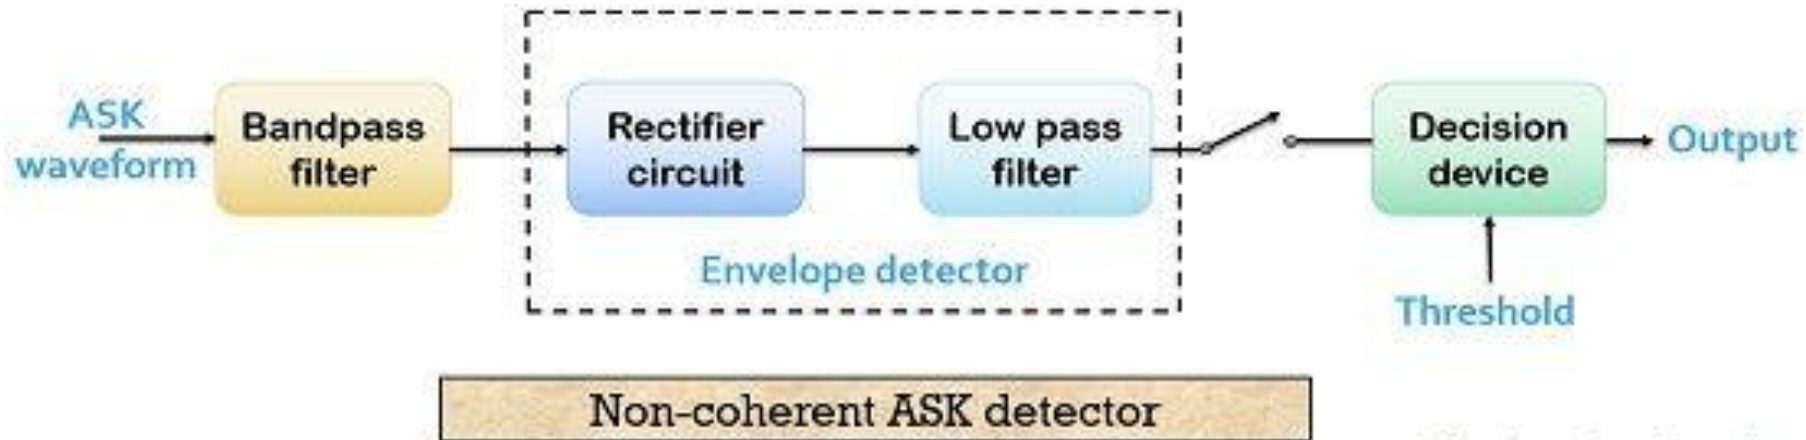 ASK
waveform
Bandpass
filter
Rectifier
circuit
Low pass
filter
Decision
device
Output
Envelope detector
Threshold
Non-coherent ASK detector